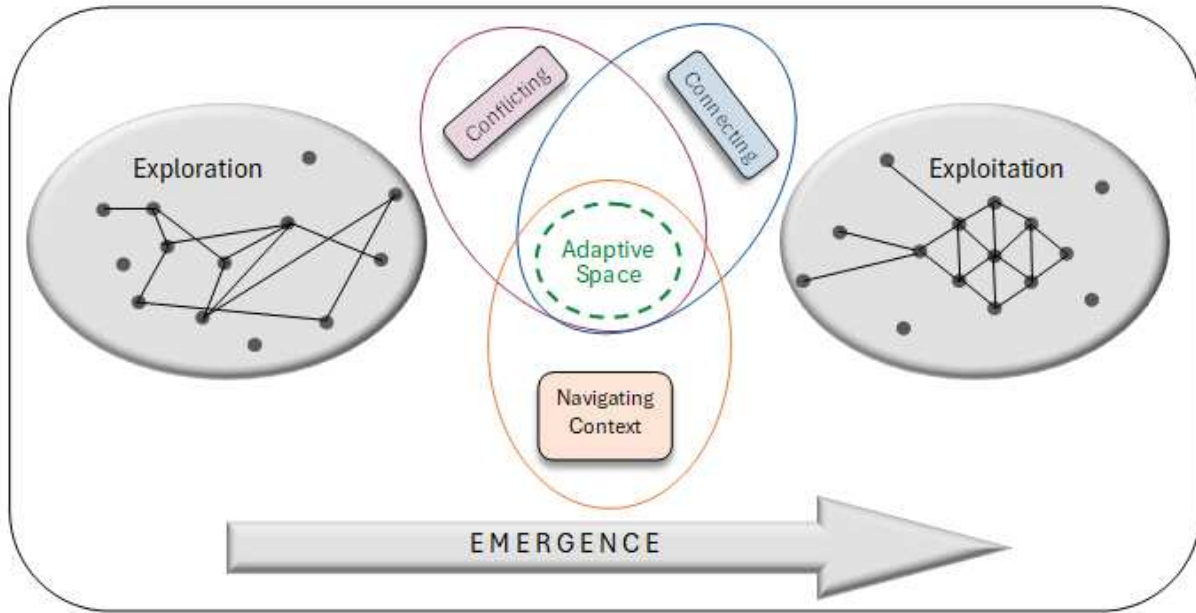 Conflicting
Connecting
Exploration
Exploitation
Adaptive
Space
Navigating
Context
EMERGENCE